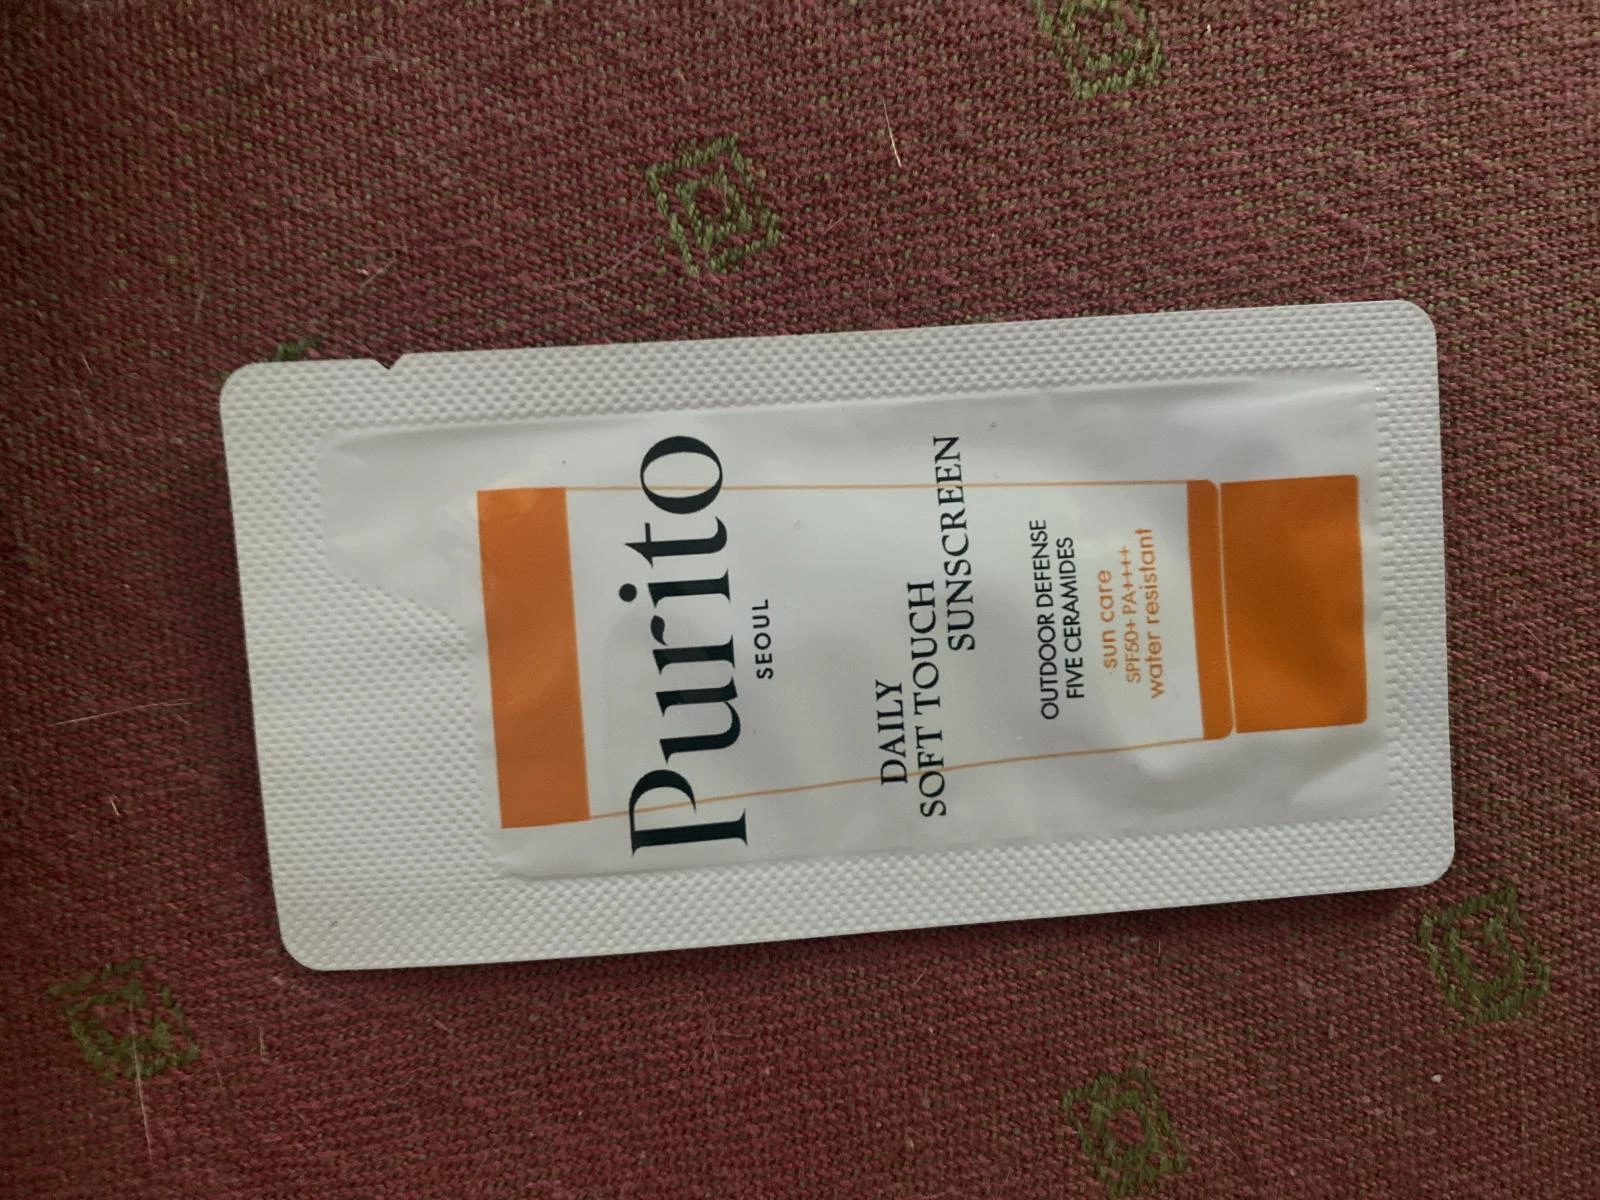 Purito
SEOUL
DAILY
SOFT TOUCH
SUNSCREEN
OUTDOOR DEFENSE
FIVE CERAMIDES
sun care
SPF50+ PA++++
water resistant